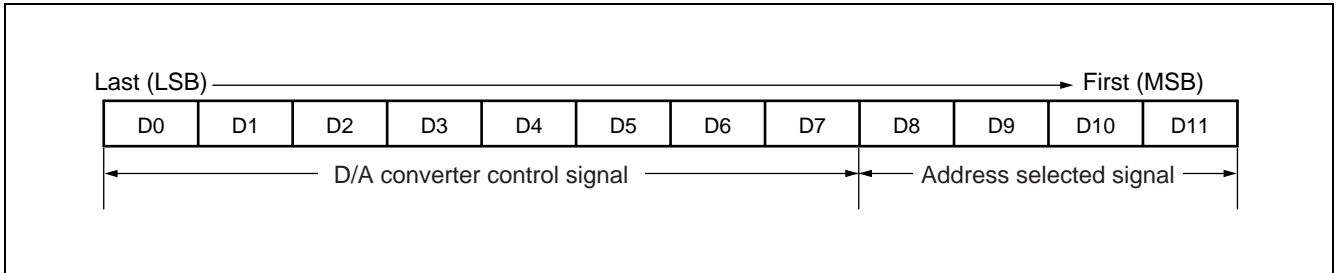 Last (LSB) First (MSB)
D0 D1 D2 D3 D4 D5 D6 D7 D8 D9 D10 D11
D/A converter control signal Address selected signal